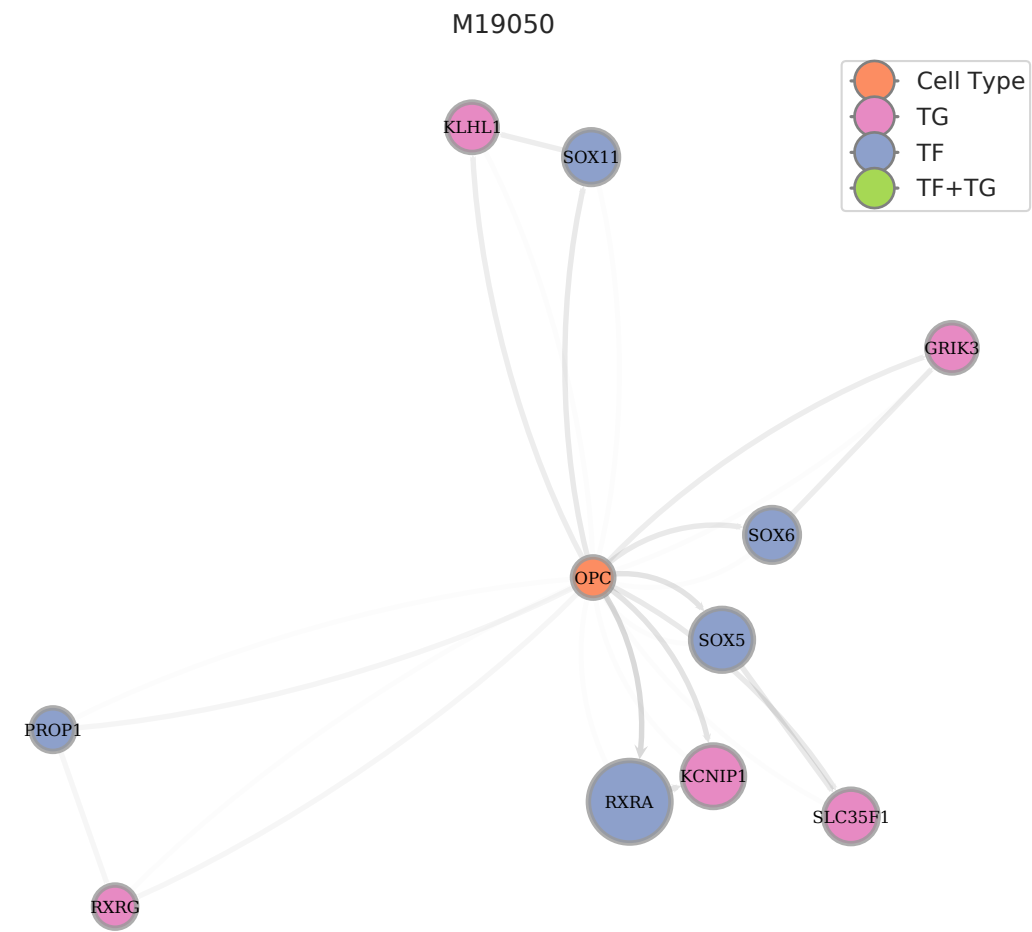 M19050
Cell Type
TG
TF
TF+TG
KLHL1
SOX11
GRIK3
SOX6
OPC
SOX5
PROP1
KCNIP1
RXRA
SLC35F1
RXRG